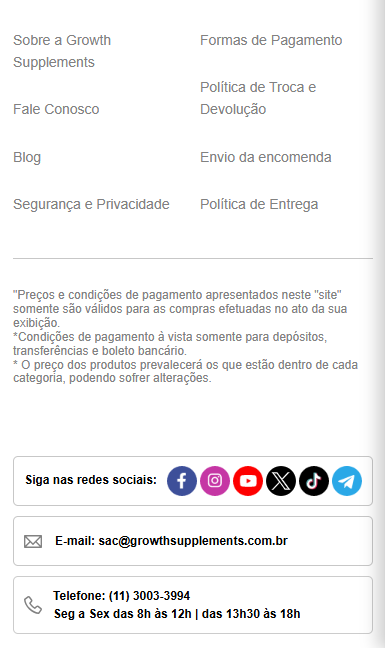 Sobre a Growth
Supplements
Formas de Pagamento
Fale Conosco
Política de Troca e
Devolução
Blog
Envio da encomenda
Segurança e Privacidade
Política de Entrega
"Preços e condições de pagamento apresentados neste "site"
somente são válidos para as compras efetuadas no ato da sua
exibição.
*Condições de pagamento à vista somente para depósitos,
transferências e boleto bancário.
* O preço dos produtos prevalecerá os que estão dentro de cada
categoria, podendo sofrer alterações.
Siga nas redes sociais:
E-mail: sac@growthsupplements.com.br
Telefone: (11) 3003-3994
Seg a Sex das 8h às 12h | das 13h30 às 18h